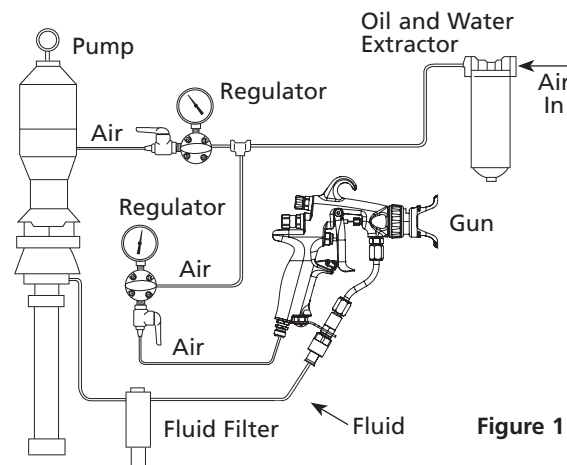 Pump
Oil and Water
Extractor
Regulator
Air
In
Air
Regulator
Gun
Air
Air
Fluid Filter
Fluid
Figure 1